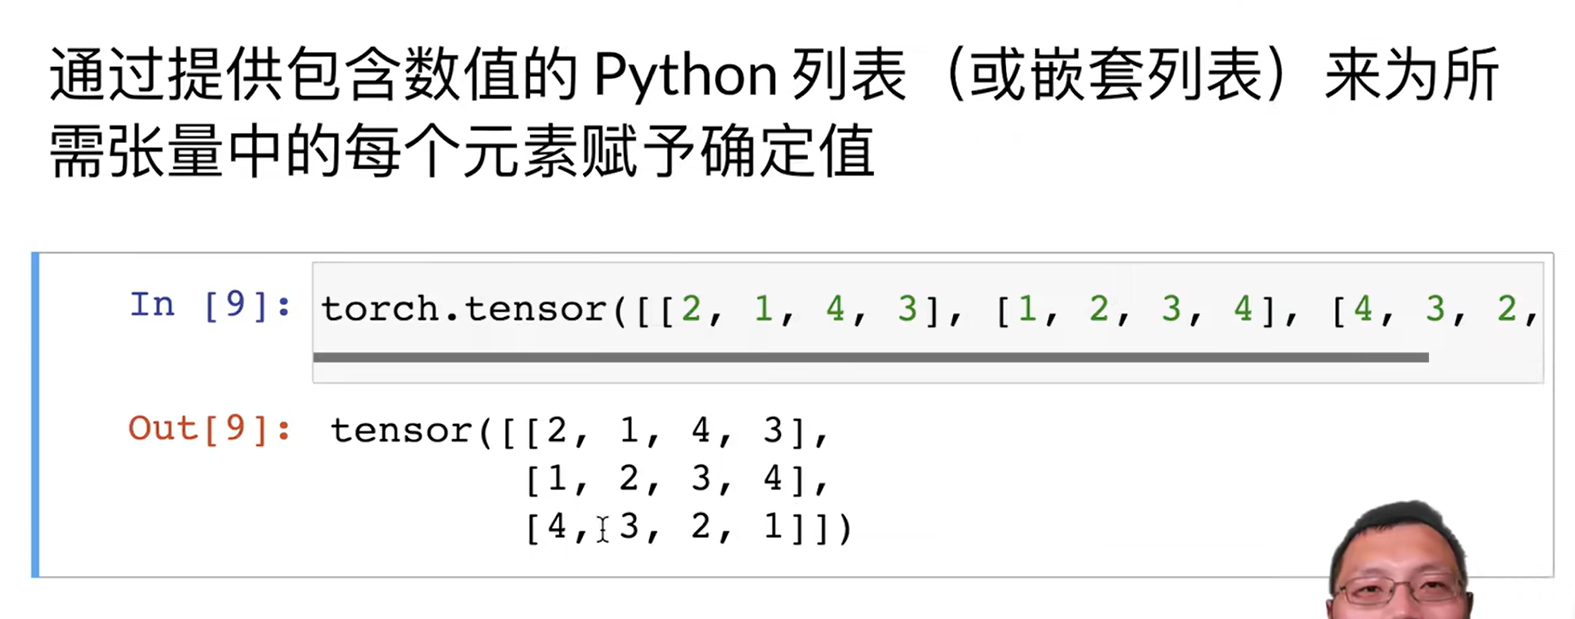 通过提供包含数值的 Python 列表（或嵌套列表）来为所
需张量中的每个元素赋予确定值
In [9]: torch.tensor([[2, 1, 4, 3], [1, 2, 3, 4], [4, 3, 2,
Out[9]: tensor([[2, 1, 4, 3],
[1, 2, 3, 4],
[4, 3, 2, 1]])